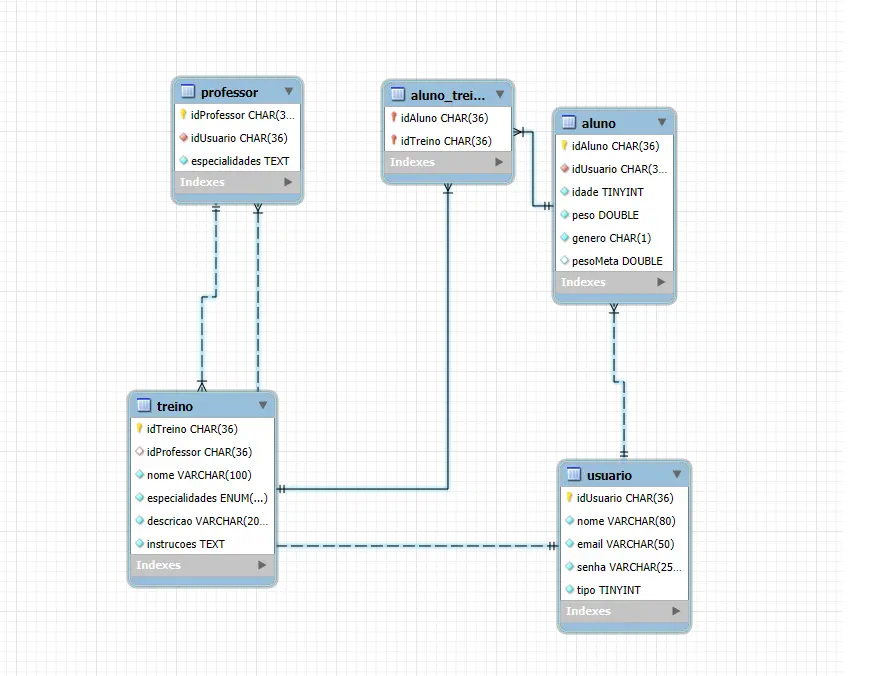 professor
idProfessor CHAR(3...
idUsuario CHAR(36)
especialidades TEXT
Indexes
aluno_trei...
idAluno CHAR(36)
idTreino CHAR(36)
Indexes
aluno
idAluno CHAR(36)
idUsuario CHAR(3...
idade TINYINT
peso DOUBLE
genero CHAR(1)
pesoMeta DOUBLE
Indexes
treino
idTreino CHAR(36)
idProfessor CHAR(36)
nome VARCHAR(100)
especialidades ENUM(...)
descricao VARCHAR(20...
instrucoes TEXT
Indexes
usuario
idUsuario CHAR(36)
nome VARCHAR(80)
email VARCHAR(50)
senha VARCHAR(25...
tipo TINYINT
Indexes